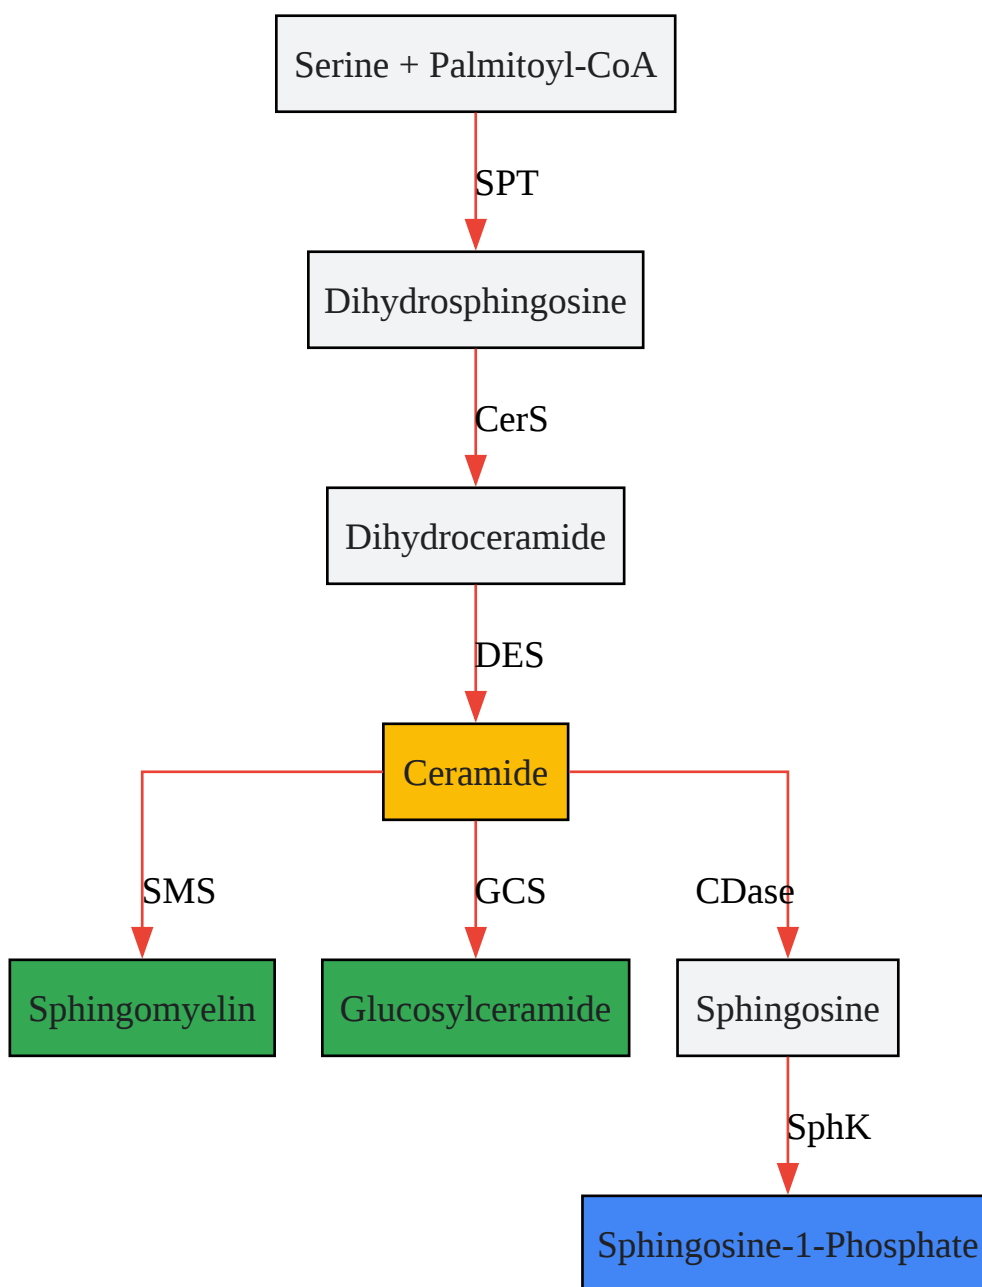 Serine + Palmitoyl-CoA
SPT
Dihydrosphingosine
CerS
Dihydroceramide
DES
Ceramide
SMS
GCS
CDase
Sphingomyelin
Glucosylceramide
Sphingosine
SphK
Sphingosine-1-Phosphate